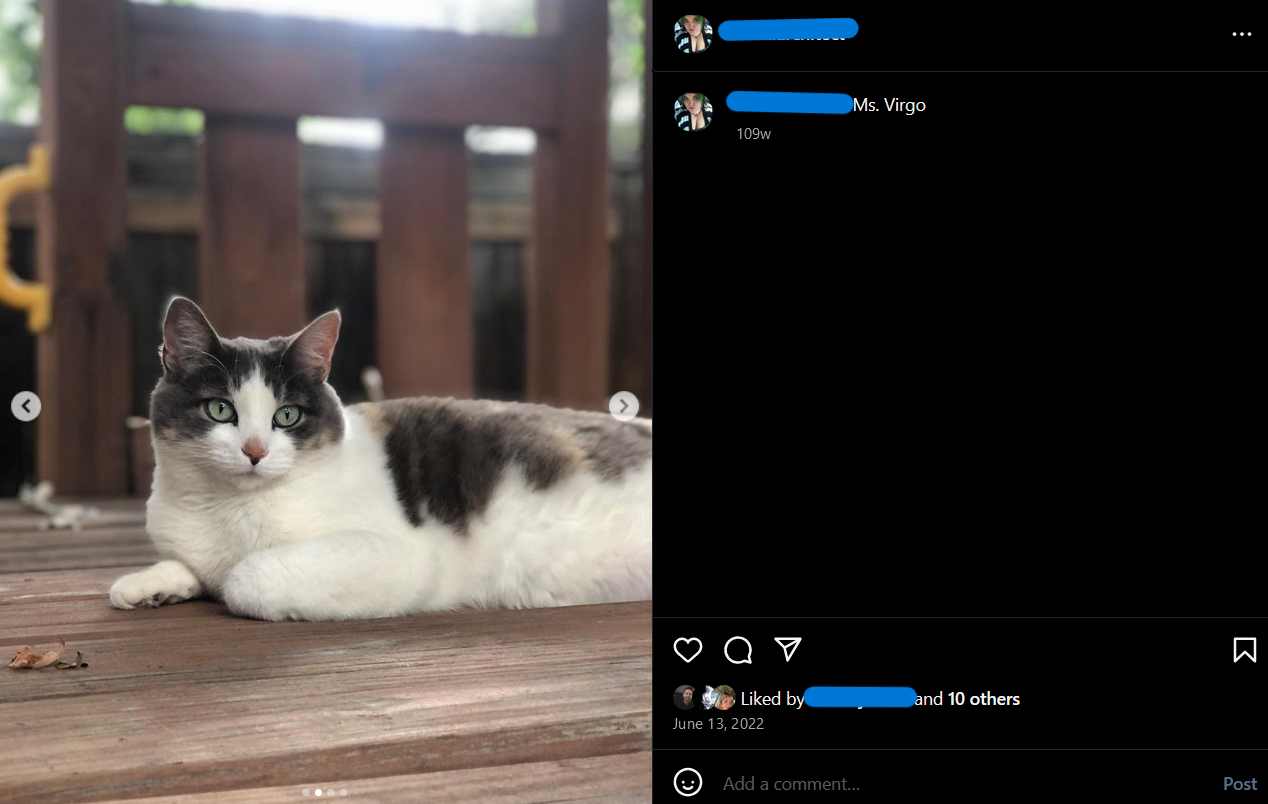 Ms. Virgo
109w
Liked by and 10 others
June 13, 2022
Add a comment...
Post